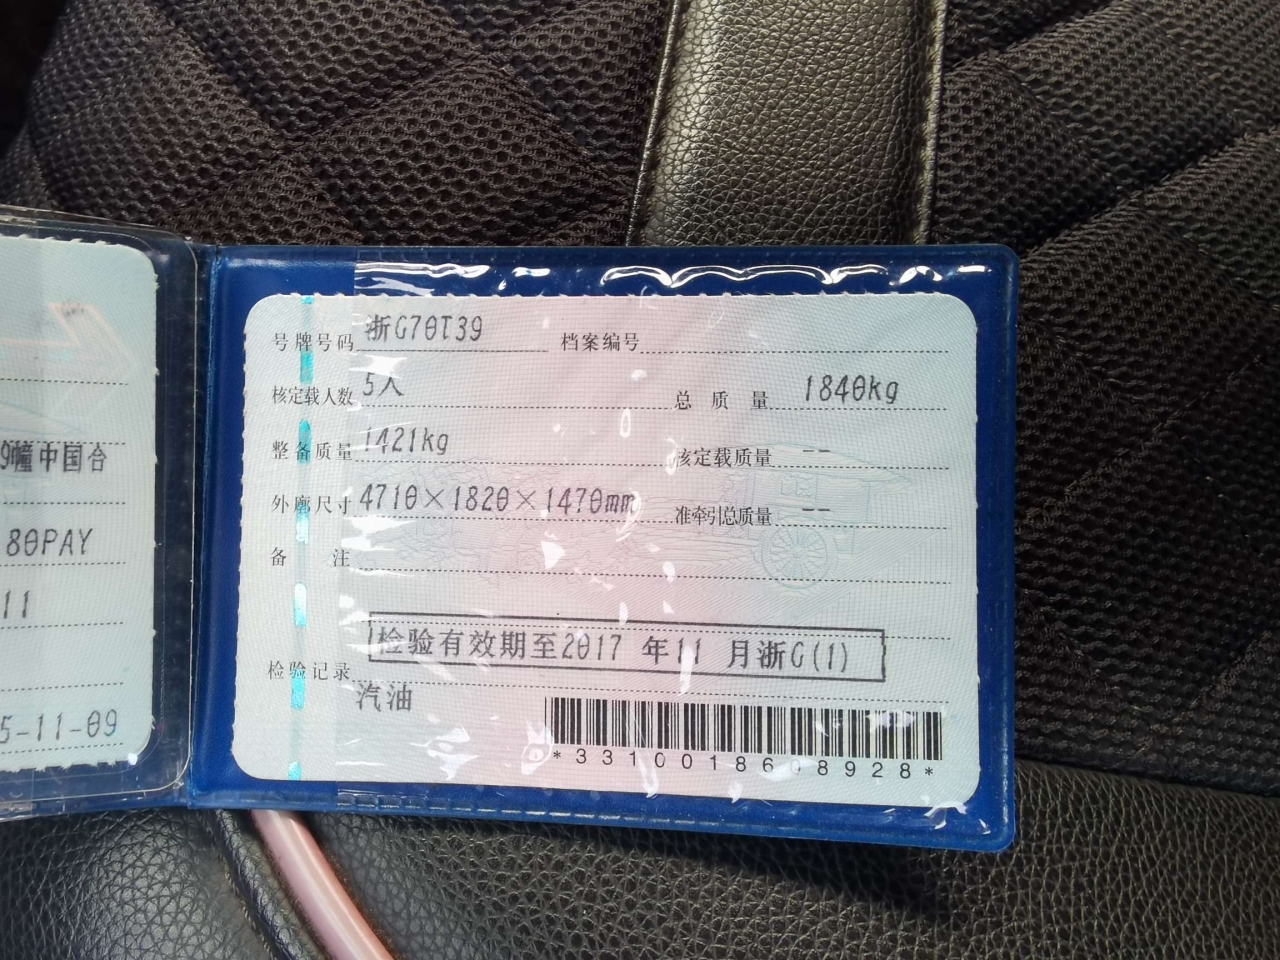 9幢中国合
80PAY
11
5-11-09
号牌号码 浙G70T39 档案编号
核定载人数 5人 总质量 1840kg
整备质量 1421kg 核定载质量 --
外廓尺寸 4710×1820×1470mm 准牵引总质量 --
备注
检验记录 检验有效期至2017 年11 月浙G(1)
汽油